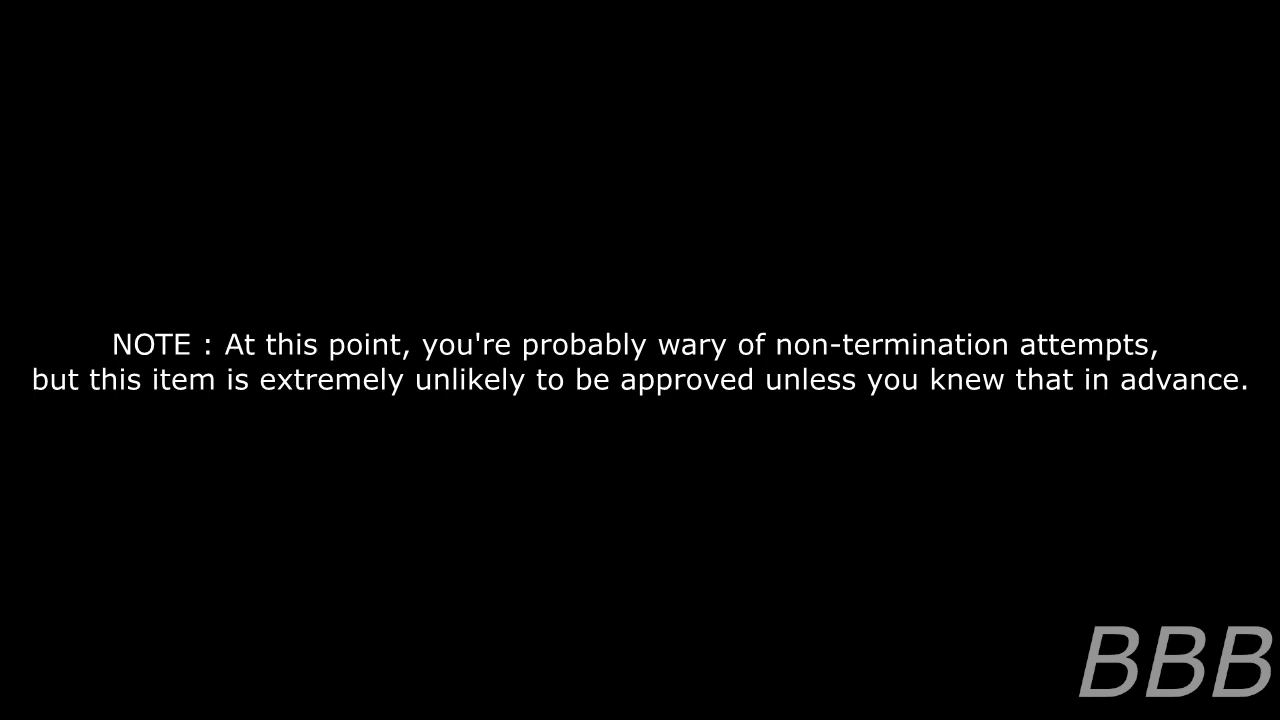 NOTE : At this point, you're probably wary of non-termination attempts,
but this item is extremely unlikely to be approved unless you knew that in advance.
BBB